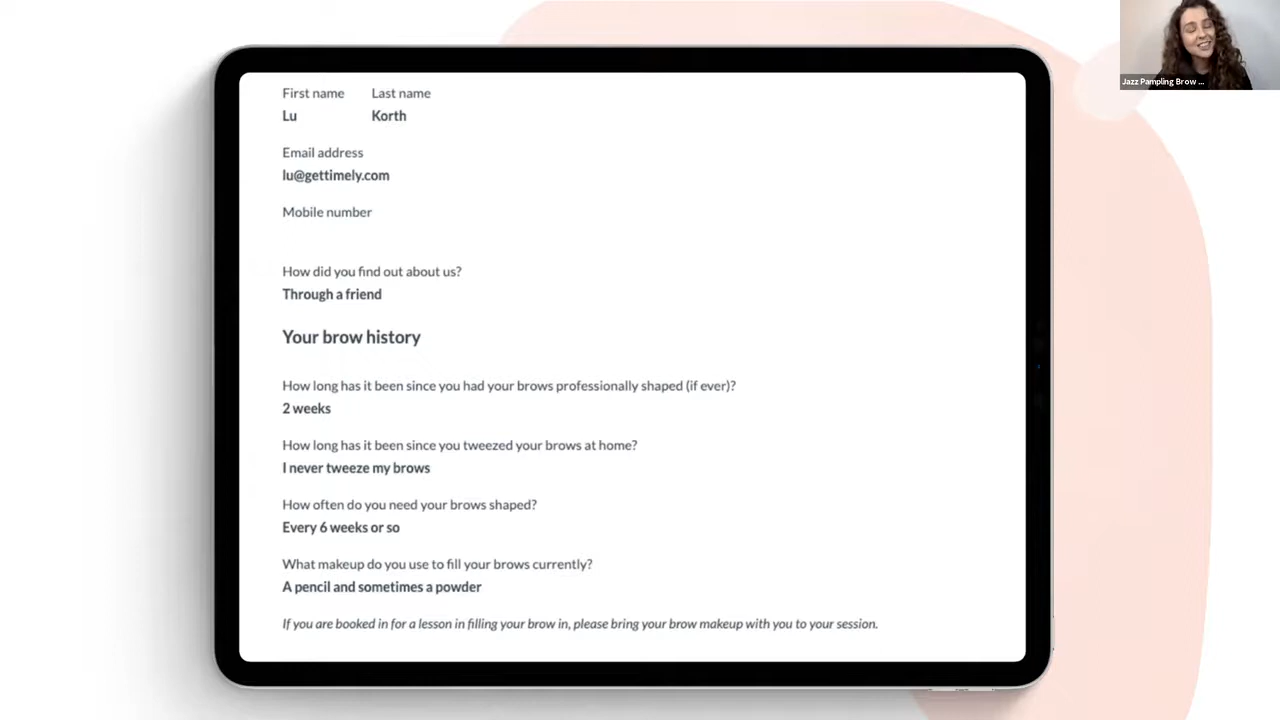 First name Last name
Lu Korth
Email address
lu@gettimely.com
Mobile number
How did you find out about us?
Through a friend
Your brow history
How long has it been since you had your brows professionally shaped (if ever)?
2 weeks
How long has it been since you tweezed your brows at home?
I never tweeze my brows
How often do you need your brows shaped?
Every 6 weeks or so
What makeup do you use to fill your brows currently?
A pencil and sometimes a powder
If you are booked in for a lesson in filling your brow in, please bring your brow makeup with you to your session.
Jazz Pampling Brow ...